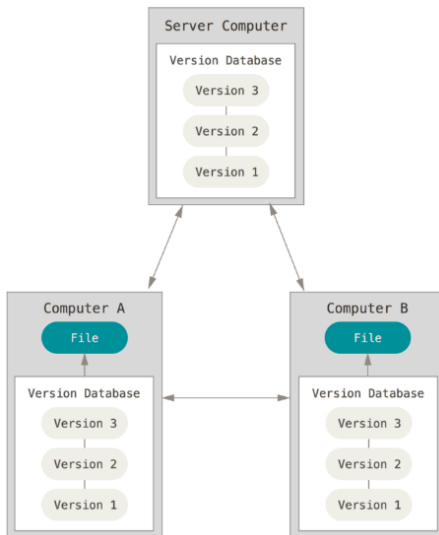 Server Computer
Version Database
Version 3
Version 2
Version 1
Computer A
File
Version Database
Version 3
Version 2
Version 1
Computer B
File
Version Database
Version 3
Version 2
Version 1